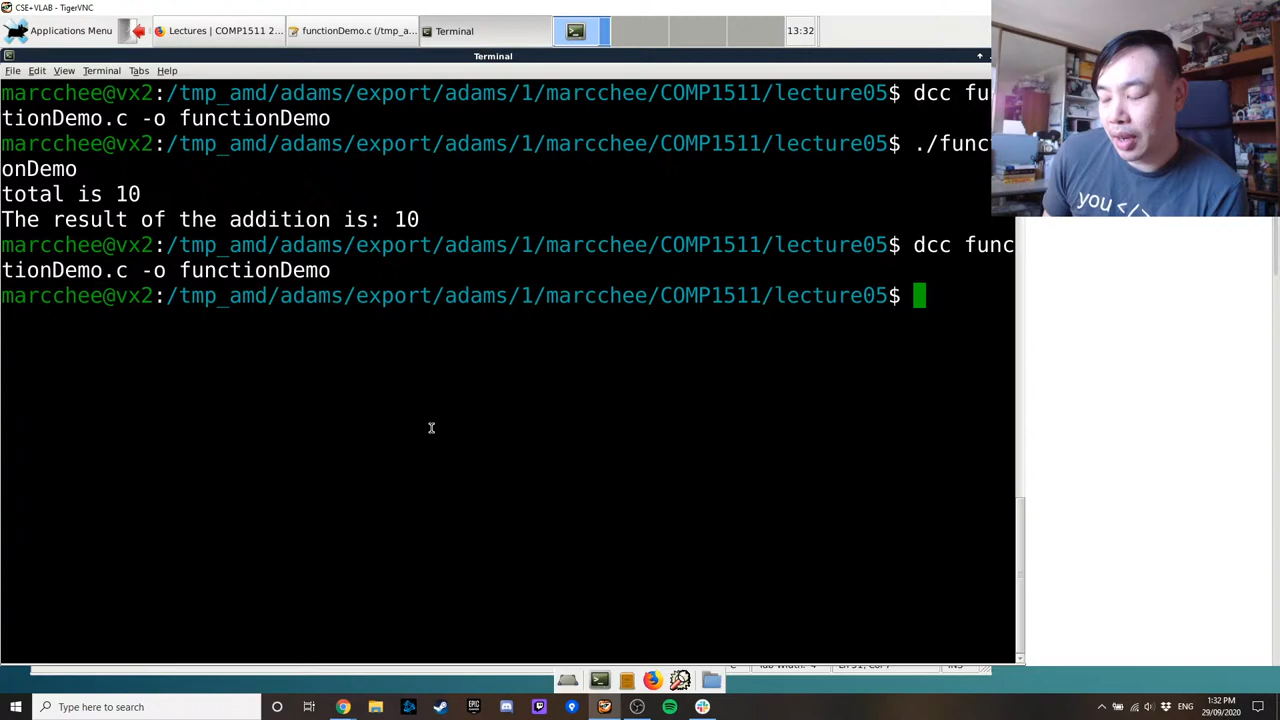 CSE+VLAB - TigerVNC
Applications Menu
Lectures | COMP1511 2...
functionDemo.c (/tmp_a...
Terminal
13:32
Terminal
File Edit View Terminal Tabs Help
marcchee@vx2:/tmp_amd/adams/export/adams/1/marcchee/COMP1511/lecture05$ dcc fu
tionDemo.c -o functionDemo
marcchee@vx2:/tmp_amd/adams/export/adams/1/marcchee/COMP1511/lecture05$ ./func
onDemo
total is 10
The result of the addition is: 10
marcchee@vx2:/tmp_amd/adams/export/adams/1/marcchee/COMP1511/lecture05$ dcc func
tionDemo.c -o functionDemo
marcchee@vx2:/tmp_amd/adams/export/adams/1/marcchee/COMP1511/lecture05$
you </>
Type here to search
EPIC
ENG
1:32 PM
29/09/2020